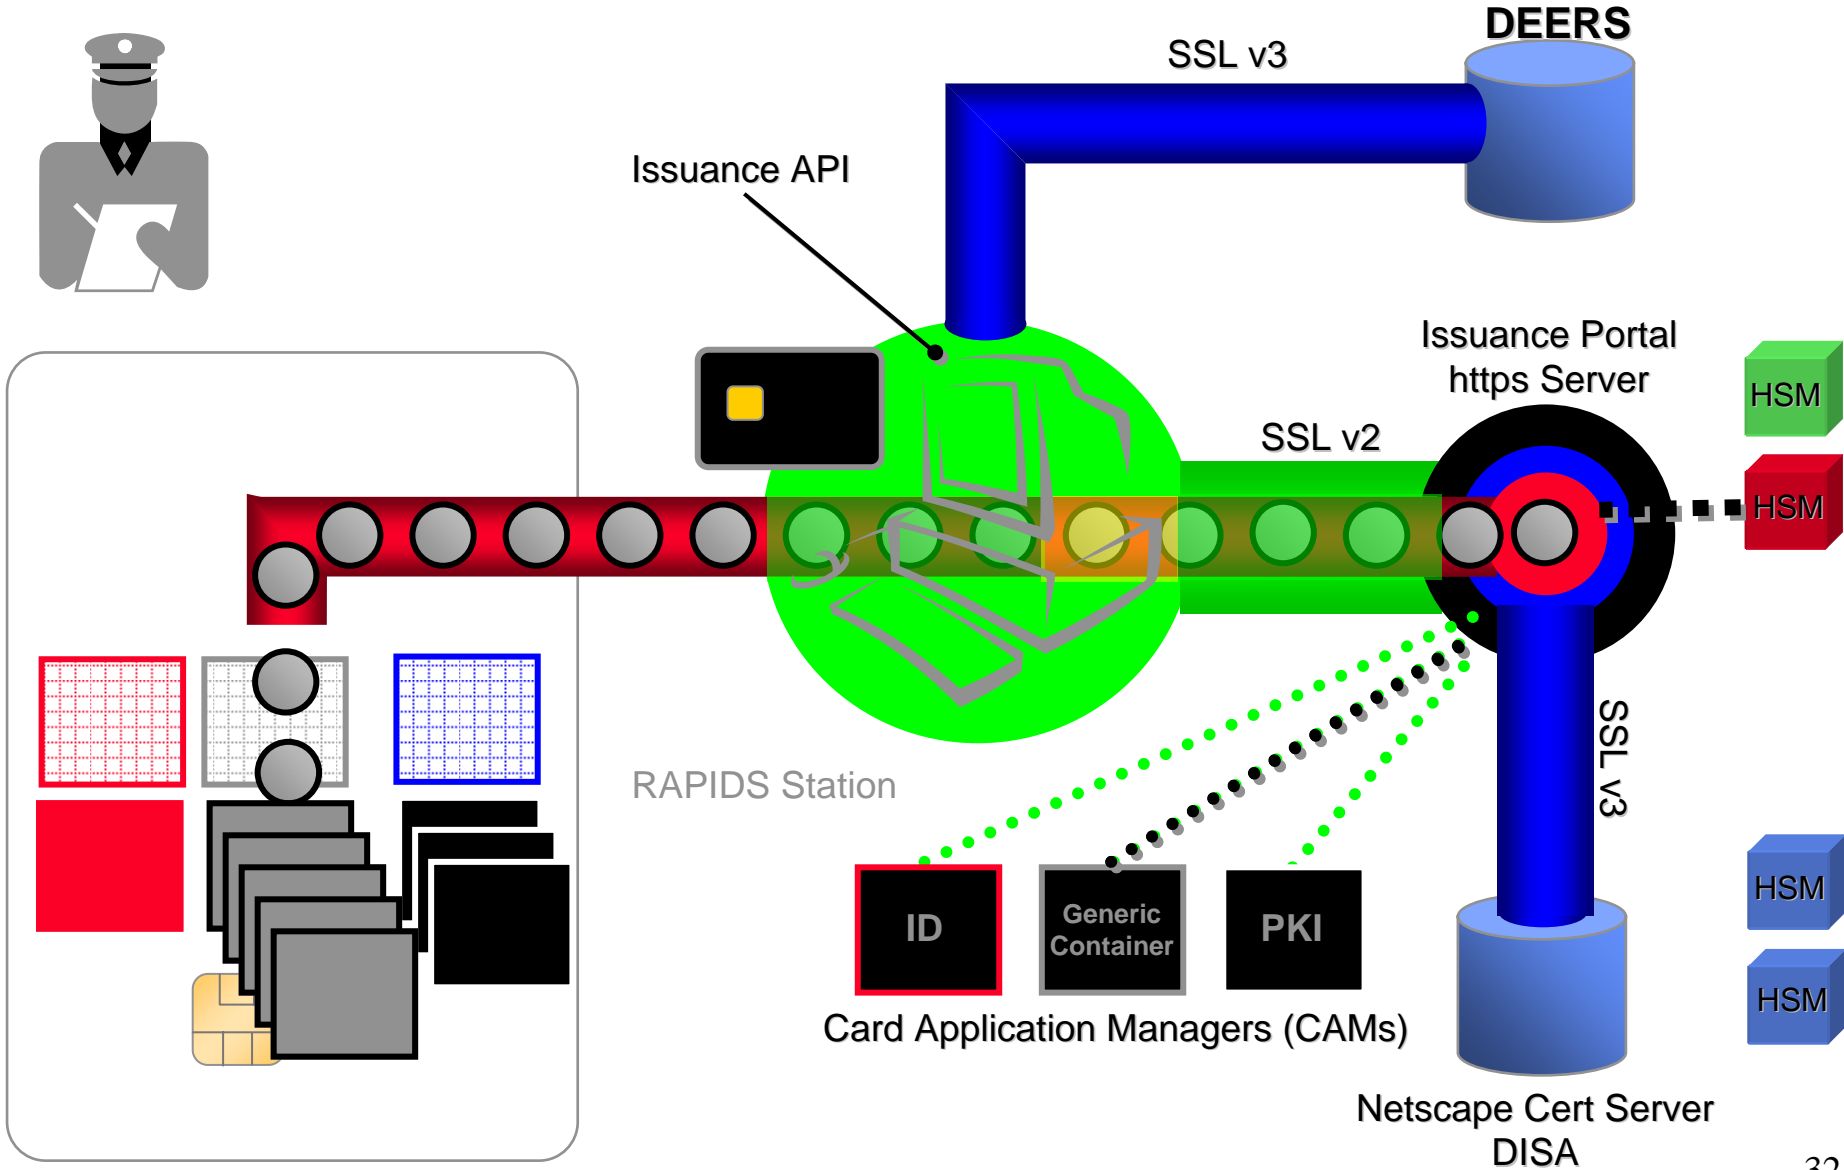 DEERS
SSL v3
Issuance API
Issuance Portal
https Server
HSM
SSL v2
HSM
SSL v3
RAPIDS Station
HSM
ID
Generic
Container
PKI
HSM
Card Application Managers (CAMs)
Netscape Cert Server
DISA
32